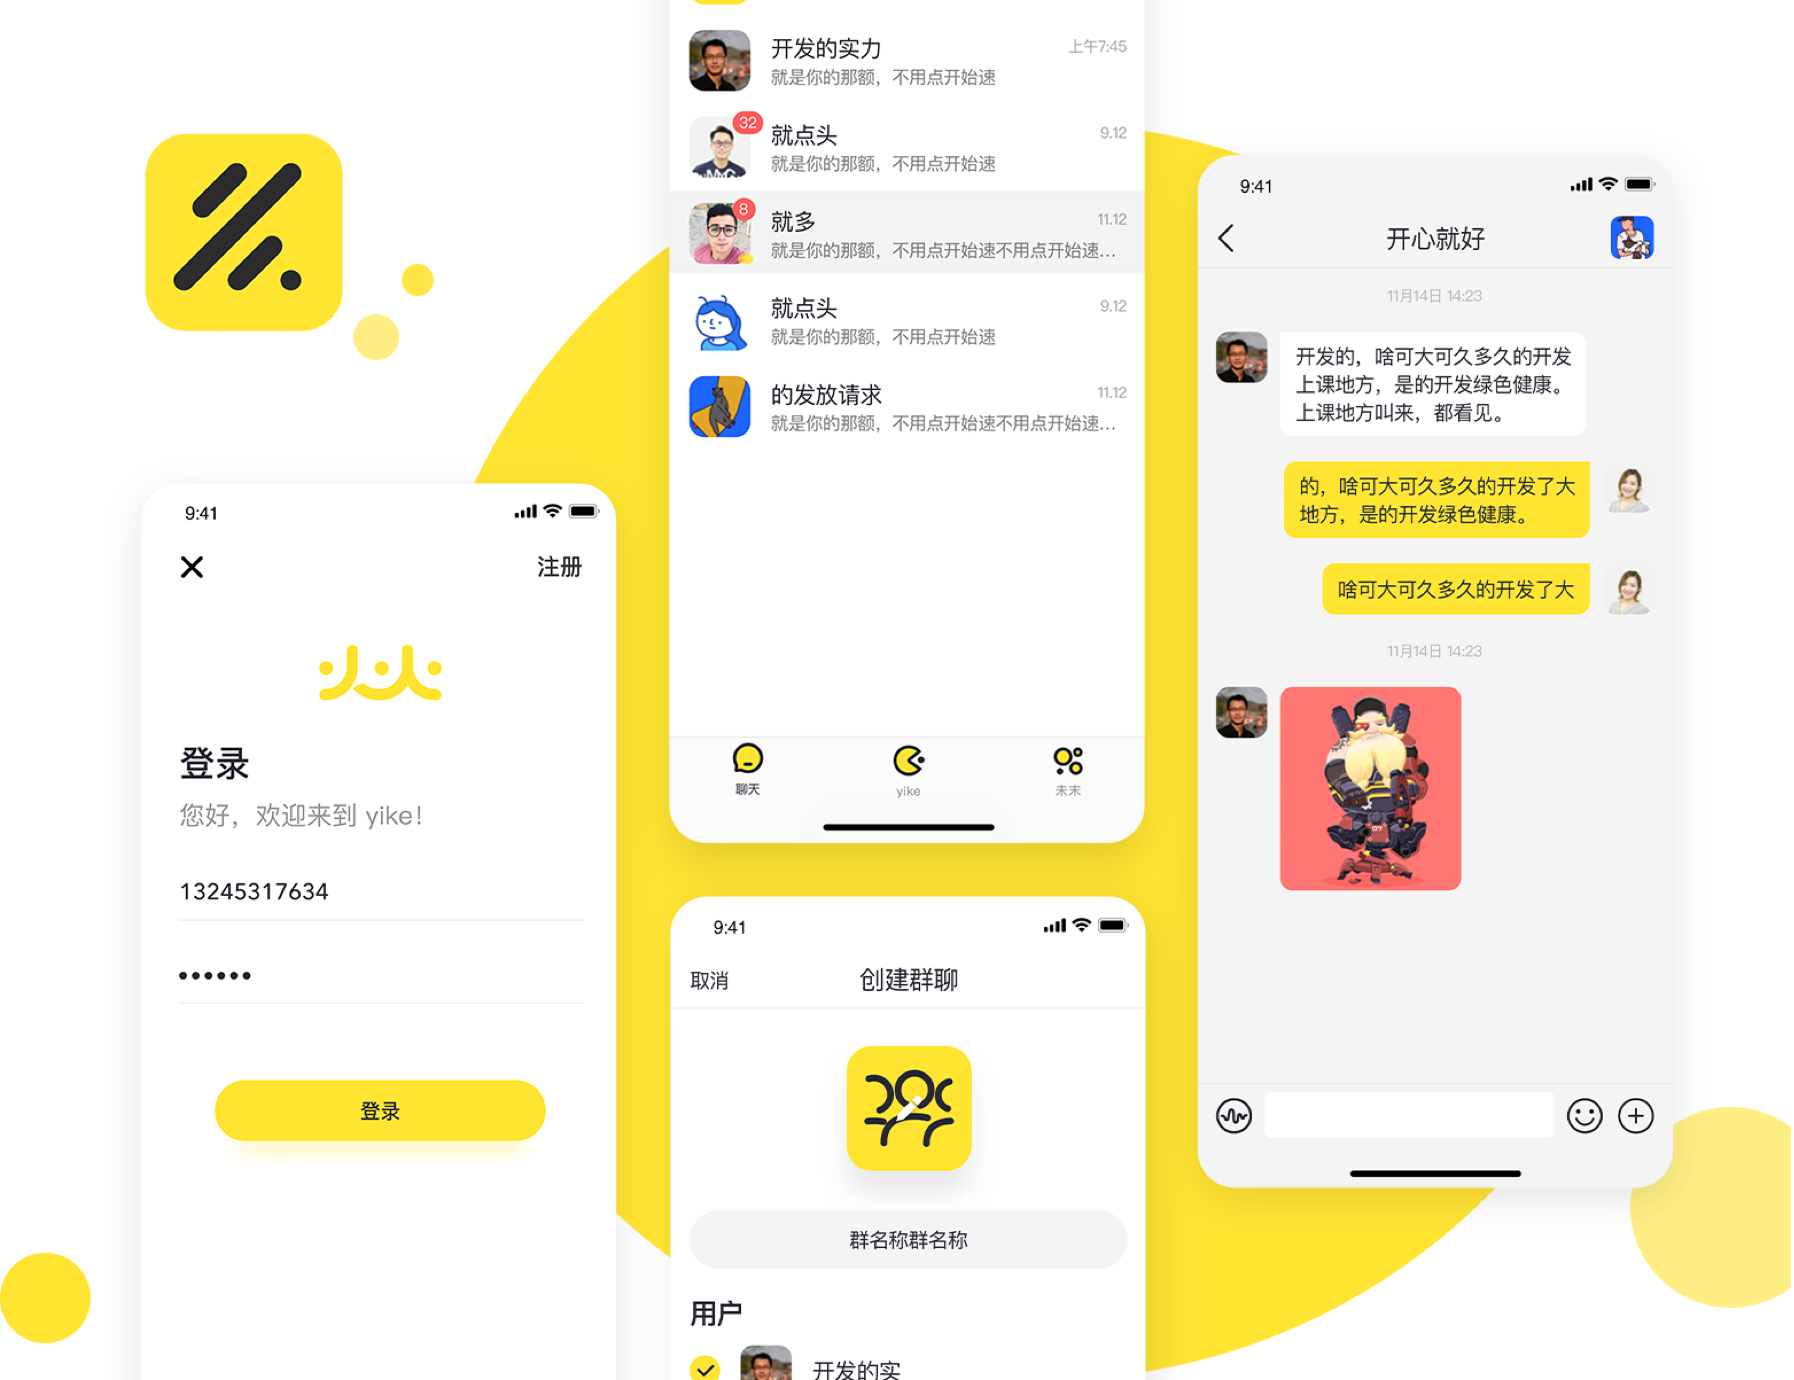 开发的实力
上午7:45
就是你的那额，不用点开始速
32
就点头
9.12
就是你的那额，不用点开始速
8
就多
11.12
就是你的那额，不用点开始速不用点开始速...
就点头
9.12
就是你的那额，不用点开始速
的发放请求
11.12
就是你的那额，不用点开始速不用点开始速...
聊天
yike
未末
9:41
注册
登录
您好，欢迎来到 yike！
13245317634
••••••
登录
9:41
取消
创建群聊
群名称群名称
用户
开发的实
9:41
开心就好
11月14日 14:23
开发的，啥可大可久多久的开发
上课地方，是的开发绿色健康。
上课地方叫来，都看见。
的，啥可大可久多久的开发了大
地方，是的开发绿色健康。
啥可大可久多久的开发了大
11月14日 14:23
07